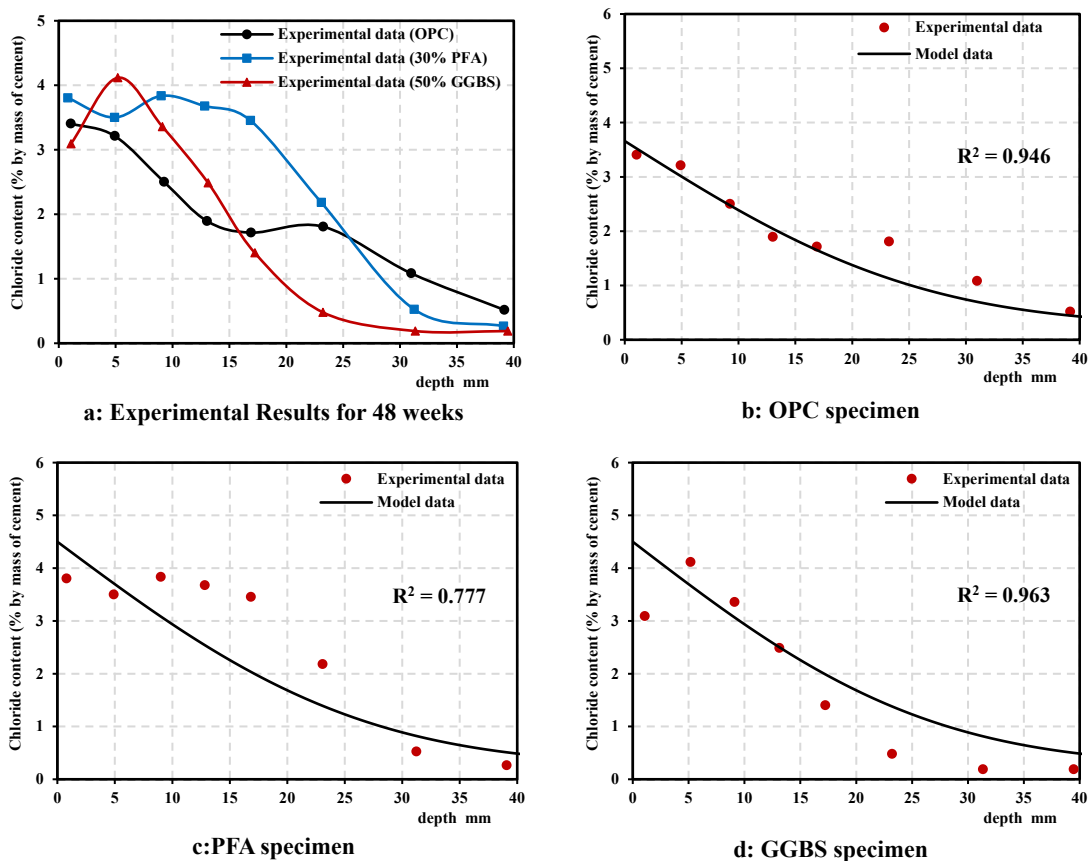 Chloride content (% by mass of cement)
5
4
3
2
1
0
Experimental data (OPC)
Experimental data (30% PFA)
Experimental data (50% GGBS)
0 5 10 15 20 25 30 35 40
depth mm
a: Experimental Results for 48 weeks
Chloride content (% by mass of cement)
6
5
4
3
2
1
0
Experimental data
Model data
R² = 0.946
0 5 10 15 20 25 30 35 40
depth mm
b: OPC specimen
Chloride content (% by mass of cement)
6
5
4
3
2
1
0
Experimental data
Model data
R² = 0.777
0 5 10 15 20 25 30 35 40
depth mm
c:PFA specimen
Chloride content (% by mass of cement)
6
5
4
3
2
1
0
Experimental data
Model data
R² = 0.963
0 5 10 15 20 25 30 35 40
depth mm
d: GGBS specimen